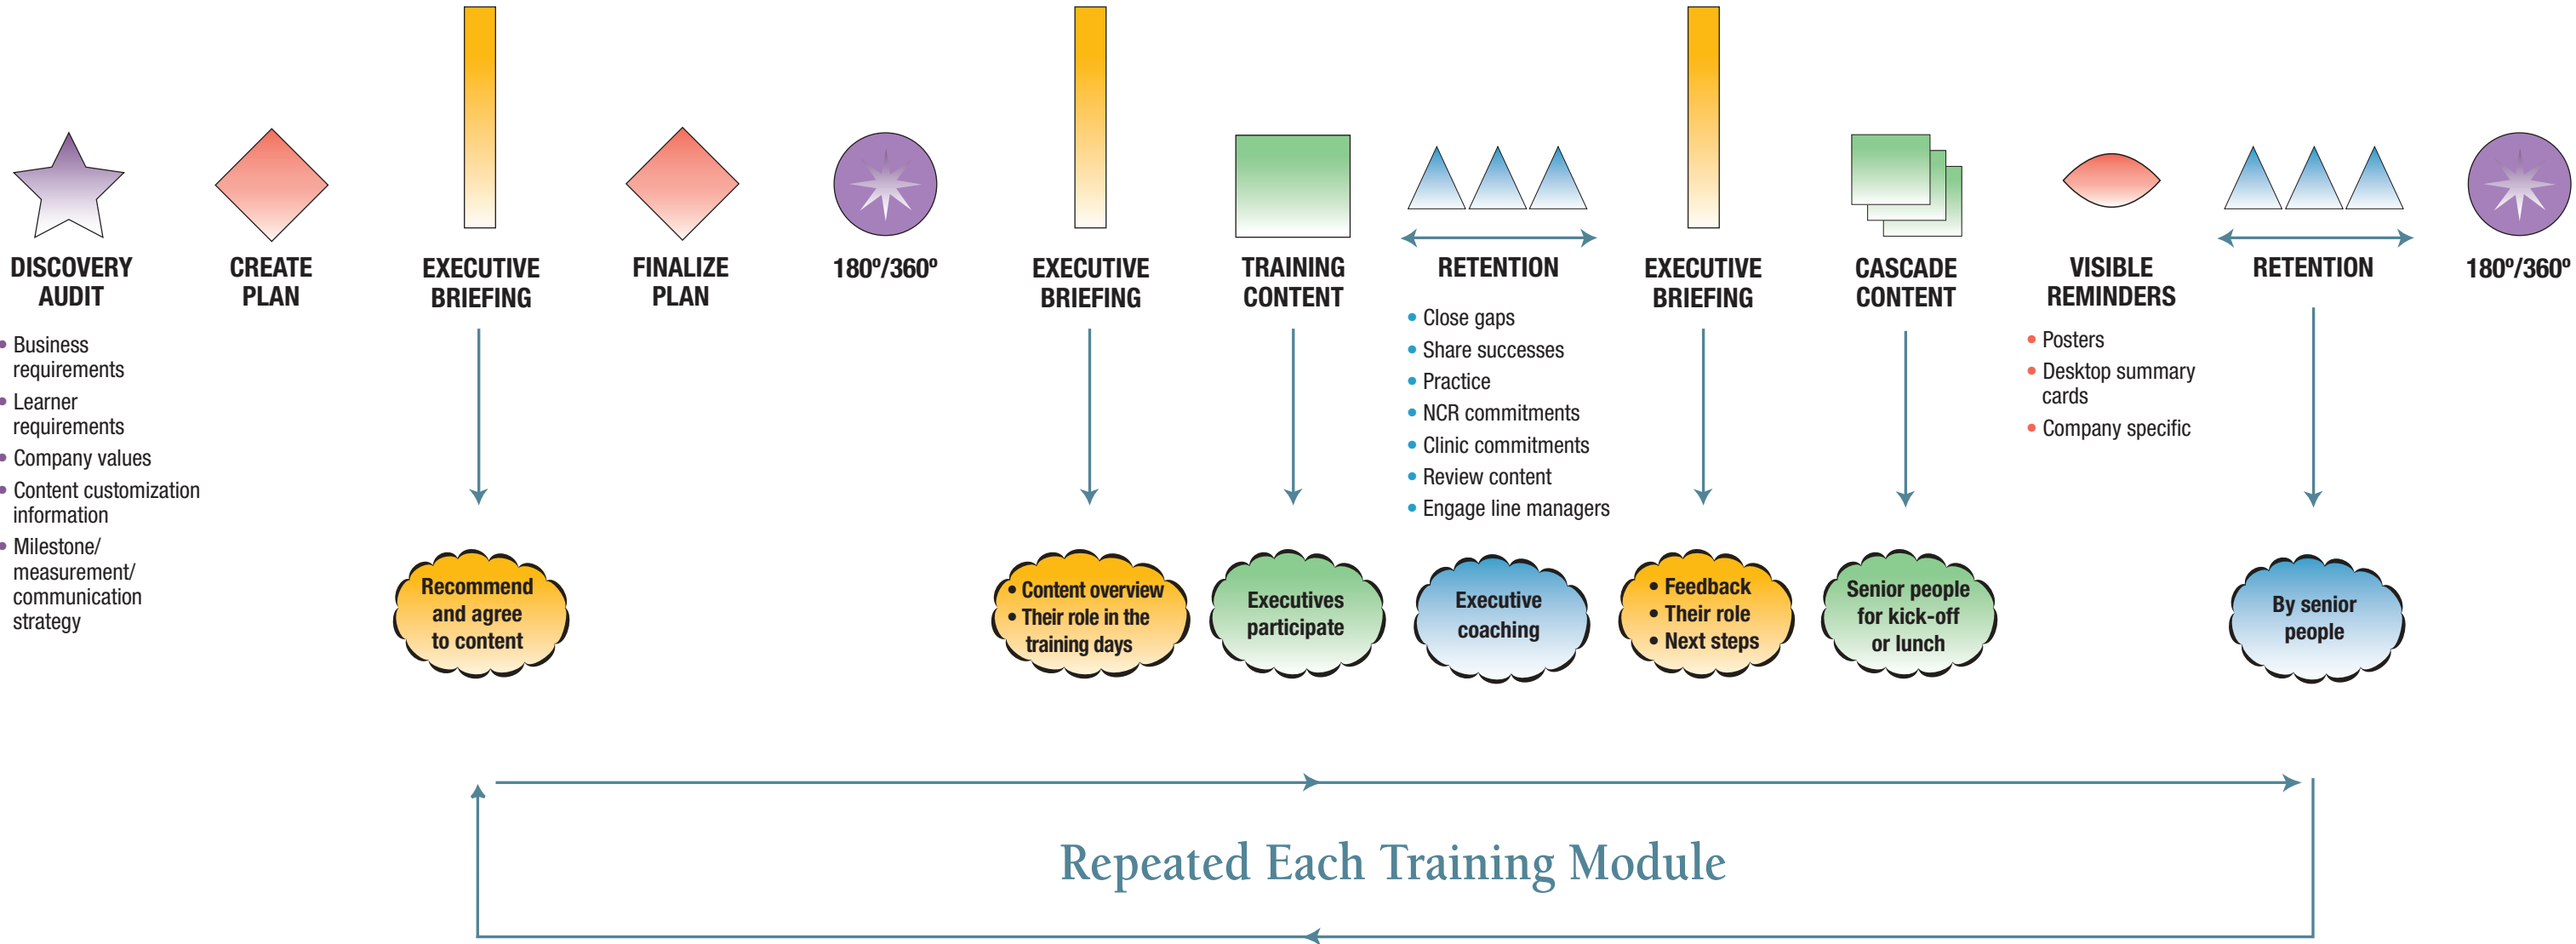 DISCOVERY
AUDIT
• Business
requirements
• Learner
requirements
• Company values
• Content customization
information
• Milestone/
measurement/
communication
strategy
CREATE
PLAN
EXECUTIVE
BRIEFING
Recommend
and agree
to content
FINALIZE
PLAN
180º/360º
EXECUTIVE
BRIEFING
• Content overview
• Their role in the
training days
TRAINING
CONTENT
Executives
participate
RETENTION
• Close gaps
• Share successes
• Practice
• NCR commitments
• Clinic commitments
• Review content
• Engage line managers
Executive
coaching
EXECUTIVE
BRIEFING
• Feedback
• Their role
• Next steps
CASCADE
CONTENT
Senior people
for kick-off
or lunch
VISIBLE
REMINDERS
• Posters
• Desktop summary
cards
• Company specific
RETENTION
By senior
people
180º/360º
Repeated Each Training Module